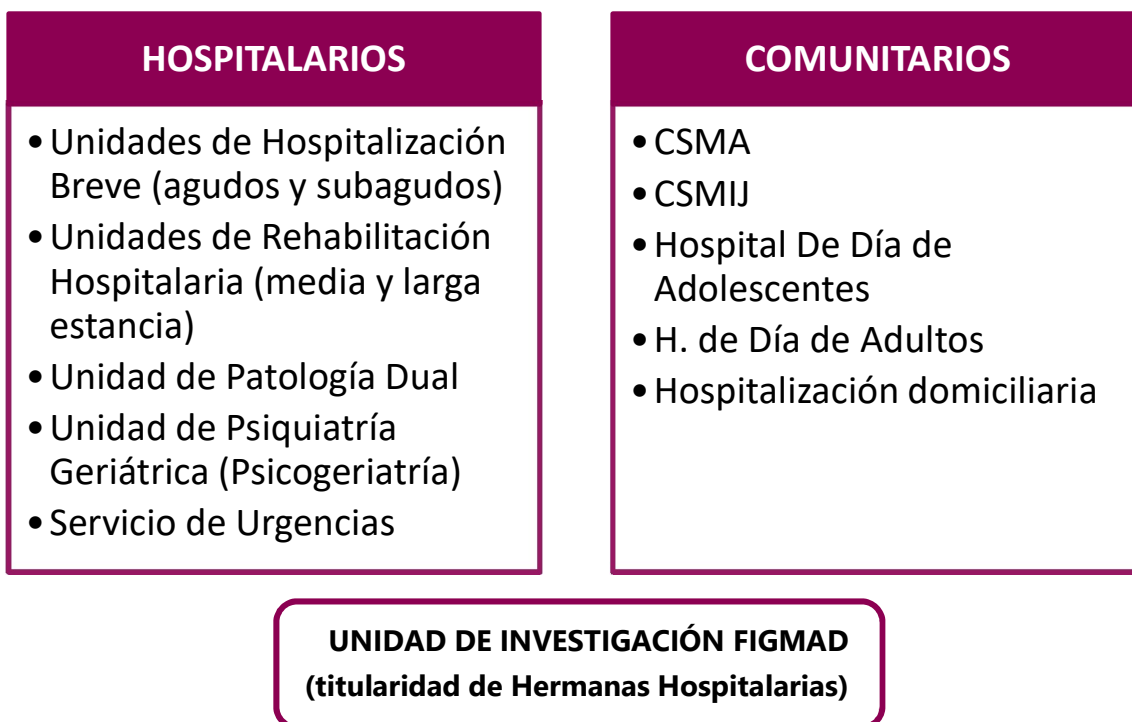 HOSPITALARIOS
• Unidades de Hospitalización
Breve (agudos y subagudos)
• Unidades de Rehabilitación
Hospitalaria (media y larga
estancia)
• Unidad de Patología Dual
• Unidad de Psiquiatría
Geriátrica (Psicogeriatría)
• Servicio de Urgencias
COMUNITARIOS
• CSMA
• CSMIJ
• Hospital De Día de
Adolescentes
• H. de Día de Adultos
• Hospitalización domiciliaria
UNIDAD DE INVESTIGACIÓN FIGMAD
(titularidad de Hermanas Hospitalarias)